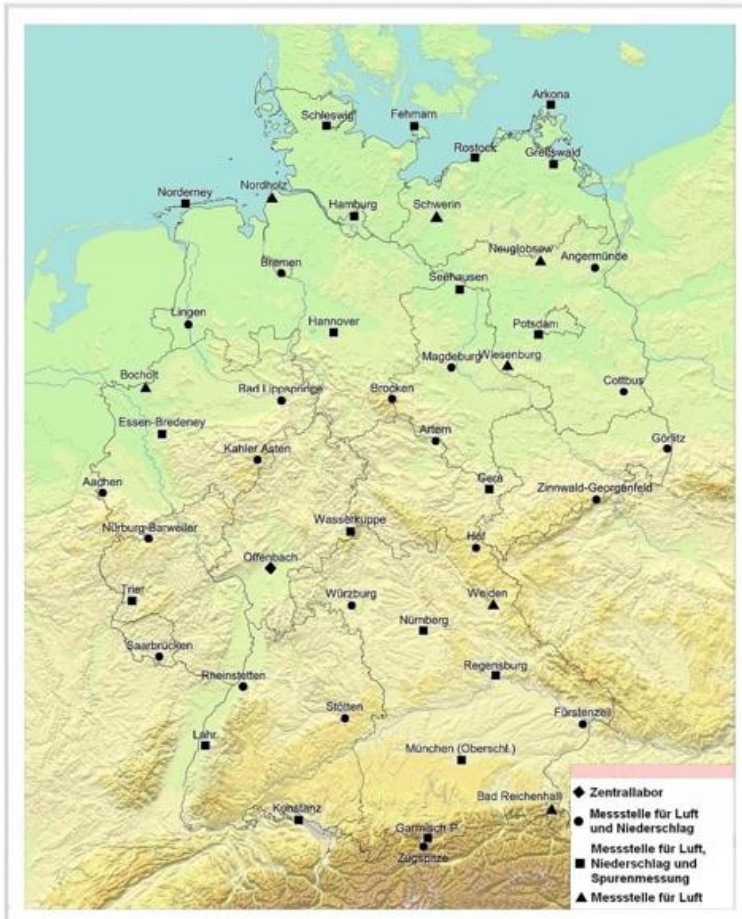 Arkona
Schleswig
Fehmarn
Rostock
Greifswald
Norderney
Nordholz
Hamburg
Schwerin
Neuglobsow
Angermünde
Bremen
Seehausen
Lingen
Hannover
Potsdam
Magdeburg
Wiesenburg
Bocholt
Bad Lippspringe
Brocken
Cottbus
Essen-Bredeney
Artern
Görlitz
Kahler Asten
Aachen
Gera
Zinnwald-Georgenfeld
Nürburg-Barweiler
Wasserkuppe
Hof
Offenbach
Trier
Würzburg
Weiden
Nürnberg
Saarbrücken
Rheinstetten
Regensburg
Stötten
Fürstenzell
Lahr
München (Oberschl.)
Bad Reichenhall
Konstanz
Garmisch P.
Zugspitze
Zentrallabor
Messstelle für Luft
und Niederschlag
Messstelle für Luft,
Niederschlag und
Spurenmessung
Messstelle für Luft